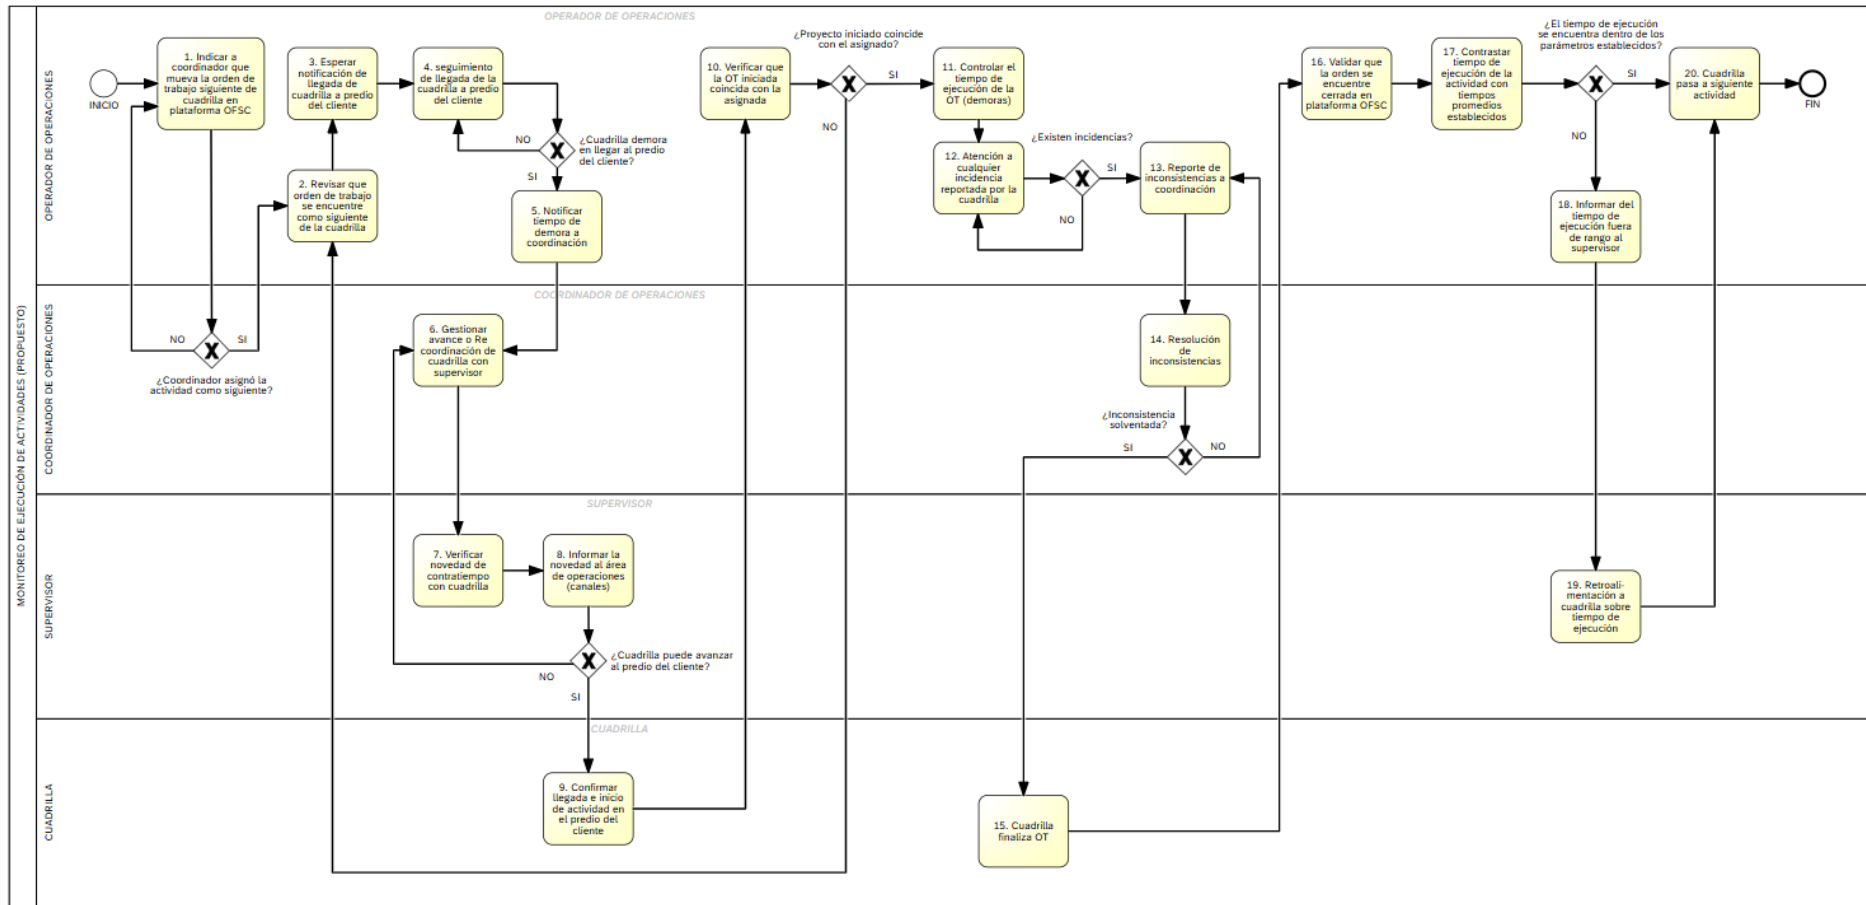 MONITOREO DE EJECUCIÓN DE ACTIVIDADES (PROPUESTO)
OPERADOR DE OPERACIONES
OPERADOR DE OPERACIONES
INICIO
1. Indicar a
coordinador que
mueva la orden de
trabajo siguiente de
cuadrilla en
plataforma OFSC
2. Revisar que
orden de trabajo
se encuentre
como siguiente
de la cuadrilla
3. Esperar
notificación de
llegada de
cuadrilla a predio
del cliente
4. seguimiento
de llegada de la
cuadrilla a predio
del cliente
NO
¿Cuadrilla demora
en llegar al predio
del cliente?
SI
5. Notificar
tiempo de
demora a
coordinación
10. Verificar que
la OT iniciada
coincida con la
asignada
¿Proyecto iniciado coincide
con el asignado?
SI
NO
11. Controlar el
tiempo de
ejecución de la
OT (demoras)
12. Atención a
cualquier
incidencia
reportada por la
cuadrilla
¿Existen incidencias?
SI
NO
13. Reporte de
inconsistencias a
coordinación
16. Validar que
la orden se
encuentre
cerrada en
plataforma OFSC
17. Contrastar
tiempo de
ejecución de la
actividad con
tiempos
promedios
establecidos
¿El tiempo de ejecución
se encuentra dentro de los
parámetros establecidos?
SI
NO
18. Informar del
tiempo de
ejecución fuera
de rango al
supervisor
20. Cuadrilla
pasa a siguiente
actividad
FIN
COORDINADOR DE OPERACIONES
COORDINADOR DE OPERACIONES
NO
SI
¿Coordinador asignó la
actividad como siguiente?
6. Gestionar
avance o Re
coordinación de
cuadrilla con
supervisor
14. Resolución
de
inconsistencias
¿Inconsistencia
solventada?
SI
NO
SUPERVISOR
SUPERVISOR
7. Verificar
novedad de
contratiempo
con cuadrilla
8. Informar la
novedad al área
de operaciones
(canales)
¿Cuadrilla puede avanzar
al predio del cliente?
NO
SI
19. Retroali-
mentación a
cuadrilla sobre
tiempo de
ejecución
CUADRILLA
CUADRILLA
9. Confirmar
llegada e inicio
de actividad en
el predio del
cliente
15. Cuadrilla
finaliza OT